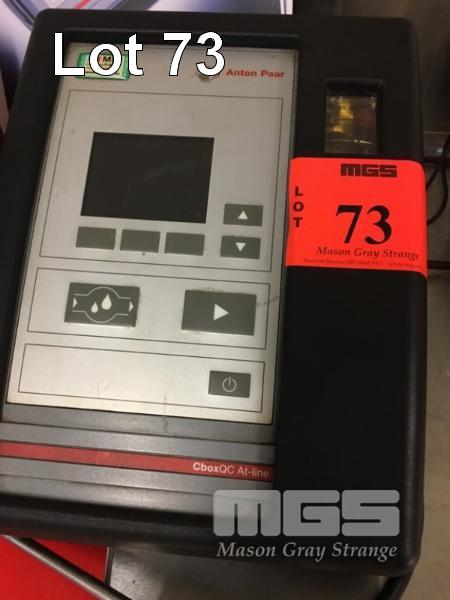 Lot 73
Anton Paar
MGS
LOT
73
Mason Gray Strange
CboxQC At-line
MGS
Mason Gray Strange